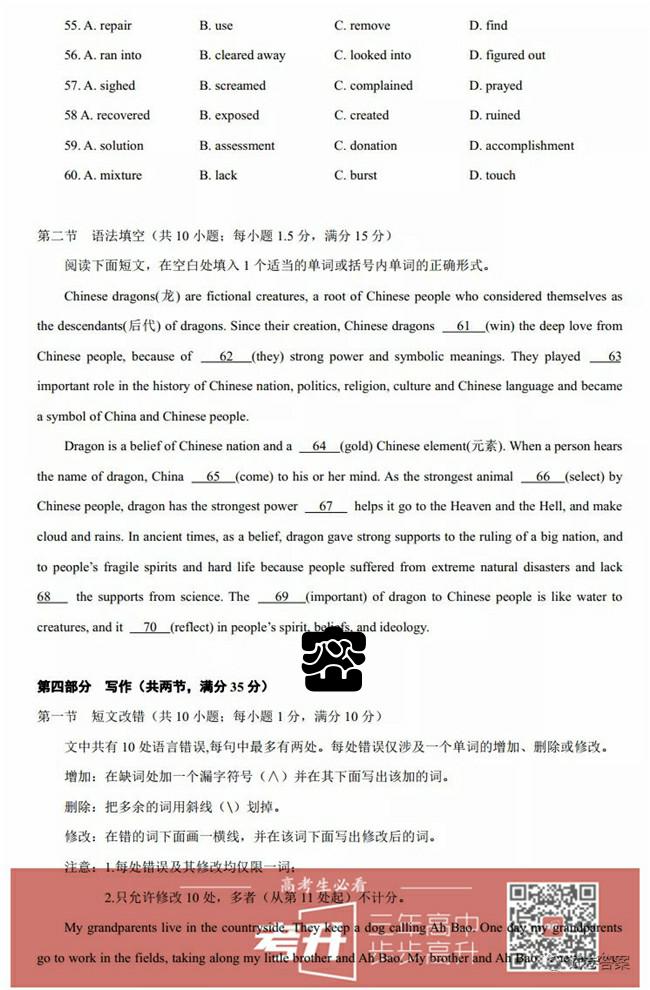 55. A. repair B. use C. remove D. find
56. A. ran into B. cleared away C. looked into D. figured out
57. A. sighed B. screamed C. complained D. prayed
58 A. recovered B. exposed C. created D. ruined
59. A. solution B. assessment C. donation D. accomplishment
60. A. mixture B. lack C. burst D. touch
第二节 语法填空（共 10 小题；每小题 1.5 分，满分 15 分）
阅读下面短文，在空白处填入 1 个适当的单词或括号内单词的正确形式。
Chinese dragons(龙) are fictional creatures, a root of Chinese people who considered themselves as
the descendants(后代) of dragons. Since their creation, Chinese dragons 61 (win) the deep love from
Chinese people, because of 62 (they) strong power and symbolic meanings. They played 63
important role in the history of Chinese nation, politics, religion, culture and Chinese language and became
a symbol of China and Chinese people.
Dragon is a belief of Chinese nation and a 64 (gold) Chinese element(元素). When a person hears
the name of dragon, China 65 (come) to his or her mind. As the strongest animal 66 (select) by
Chinese people, dragon has the strongest power 67 helps it go to the Heaven and the Hell, and make
cloud and rains. In ancient times, as a belief, dragon gave strong supports to the ruling of a big nation, and
to people's fragile spirits and hard life because people suffered from extreme natural disasters and lack
68 the supports from science. The 69 (important) of dragon to Chinese people is like water to
creatures, and it 70 (reflect) in people's spirit, beliefs, and ideology.
第四部分 写作（共两节，满分 35 分）
第一节 短文改错（共 10 小题；每小题 1 分，满分 10 分）
文中共有 10 处语言错误,每句中最多有两处。每处错误仅涉及一个单词的增加、删除或修改。
增加：在缺词处加一个漏字符号（∧）并在其下面写出该加的词。
删除：把多余的词用斜线（\）划掉。
修改：在错的词下面画一横线，并在该词下面写出修改后的词。
注意：1.每处错误及其修改均仅限一词；
高考生必看
2.只允许修改 10 处，多者（从第 11 处起）不计分。
My grandparents live in the countryside. They keep a dog calling Ah Bao. One day my grandparents
考升 三年高中
步步高升
go to work in the fields, taking along my little brother and Ah Bao. My brother and Ah Bao